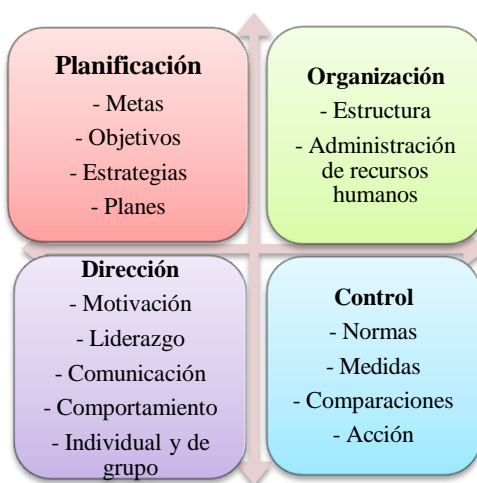 Planificación
- Metas
- Objetivos
- Estrategias
- Planes
Organización
- Estructura
- Administración
de recursos
humanos
Dirección
- Motivación
- Liderazgo
- Comunicación
- Comportamiento
- Individual y de
grupo
Control
- Normas
- Medidas
- Comparaciones
- Acción